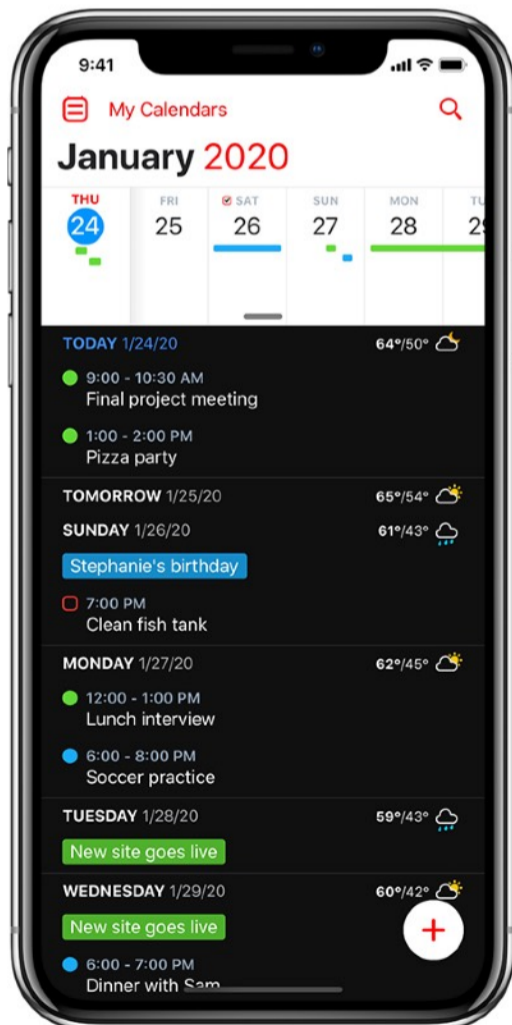 9:41
My Calendars
January 2020
THU FRI SAT SUN MON TU
24 25 26 27 28 29
TODAY 1/24/20 64°/50°
9:00 - 10:30 AM
Final project meeting
1:00 - 2:00 PM
Pizza party
TOMORROW 1/25/20 65°/54°
SUNDAY 1/26/20 61°/43°
Stephanie's birthday
7:00 PM
Clean fish tank
MONDAY 1/27/20 62°/45°
12:00 - 1:00 PM
Lunch interview
6:00 - 8:00 PM
Soccer practice
TUESDAY 1/28/20 59°/43°
New site goes live
WEDNESDAY 1/29/20 60°/42°
New site goes live
+
6:00 - 7:00 PM
Dinner with Sam